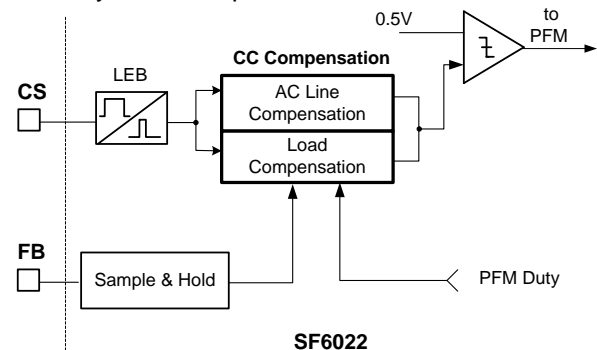 0.5V
to
PFM
CC Compensation
LEB
CS
AC Line
Compensation
Load
Compensation
FB
Sample & Hold
PFM Duty
SF6022